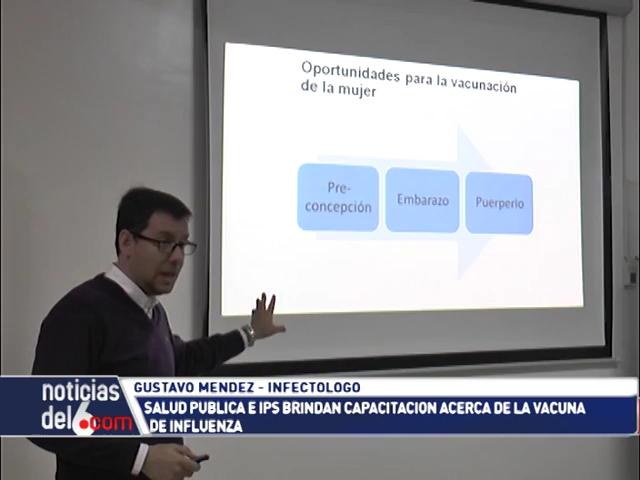 Oportunidades para la vacunación
de la mujer
Pre-
concepción
Embarazo
Puerperio
noticias
del6.com
GUSTAVO MENDEZ - INFECTOLOGO
SALUD PUBLICA E IPS BRINDAN CAPACITACION ACERCA DE LA VACUNA
DE INFLUENZA